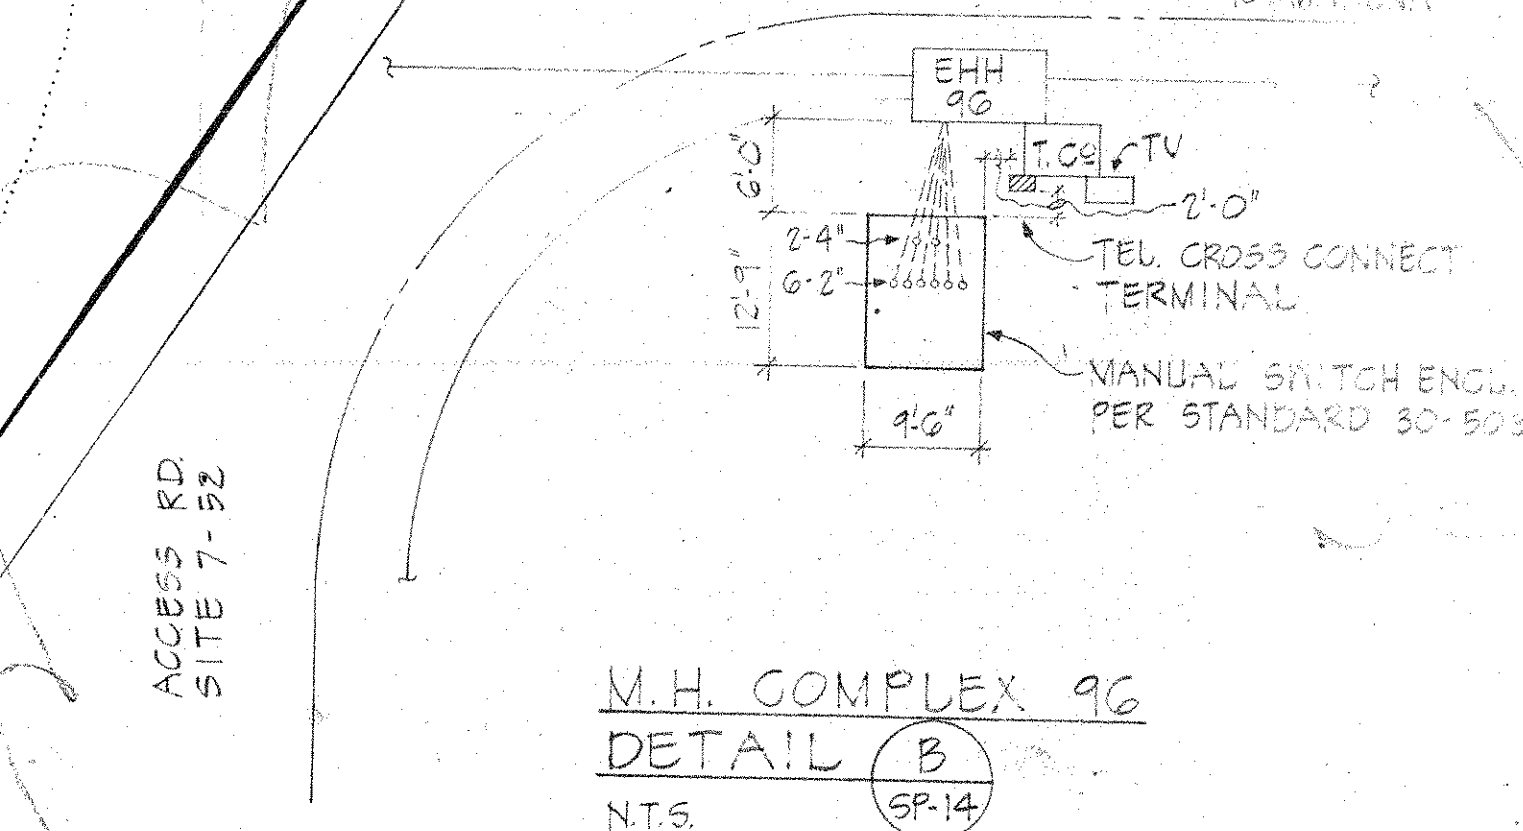 EHH
96
T. Cº
TV
6'-0"
2'-0"
2-4"
6-2"
12'-9"
TEL. CROSS CONNECT
TERMINAL
MANUAL SWITCH ENCL.
PER STANDARD 30-503
9'-6"
ACCESS RD.
SITE 7-52
M.H. COMPLEX 96
DETAIL B
SP-14
N.T.S.